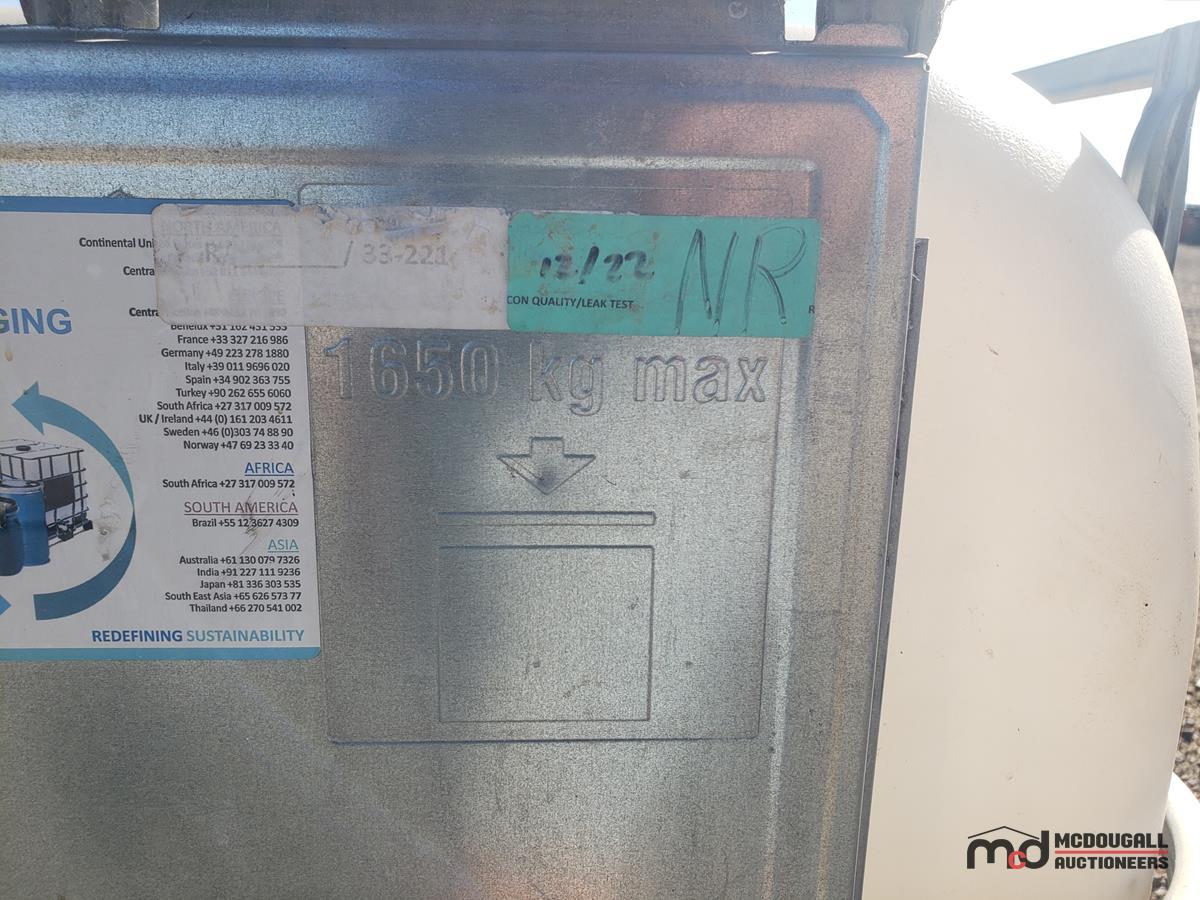 NORTH AMERICA
Continental Uni
R / 33-221
Centra
Centra
GING
Benelux +31 162 431 533
France +33 327 216 986
Germany +49 223 278 1880
Italy +39 011 9696 020
Spain +34 902 363 755
Turkey +90 262 655 6060
South Africa +27 317 009 572
UK / Ireland +44 (0) 161 203 4611
Sweden +46 (0)303 74 88 90
Norway +47 69 23 33 40
AFRICA
South Africa +27 317 009 572
SOUTH AMERICA
Brazil +55 12 3627 4309
ASIA
Australia +61 130 079 7326
India +91 227 111 9236
Japan +81 336 303 535
South East Asia +65 626 573 77
Thailand +66 270 541 002
REDEFINING SUSTAINABILITY
12/22
NR
CON QUALITY/LEAK TEST
R
1650 kg max
mcd MCDOUGALL
AUCTIONEERS